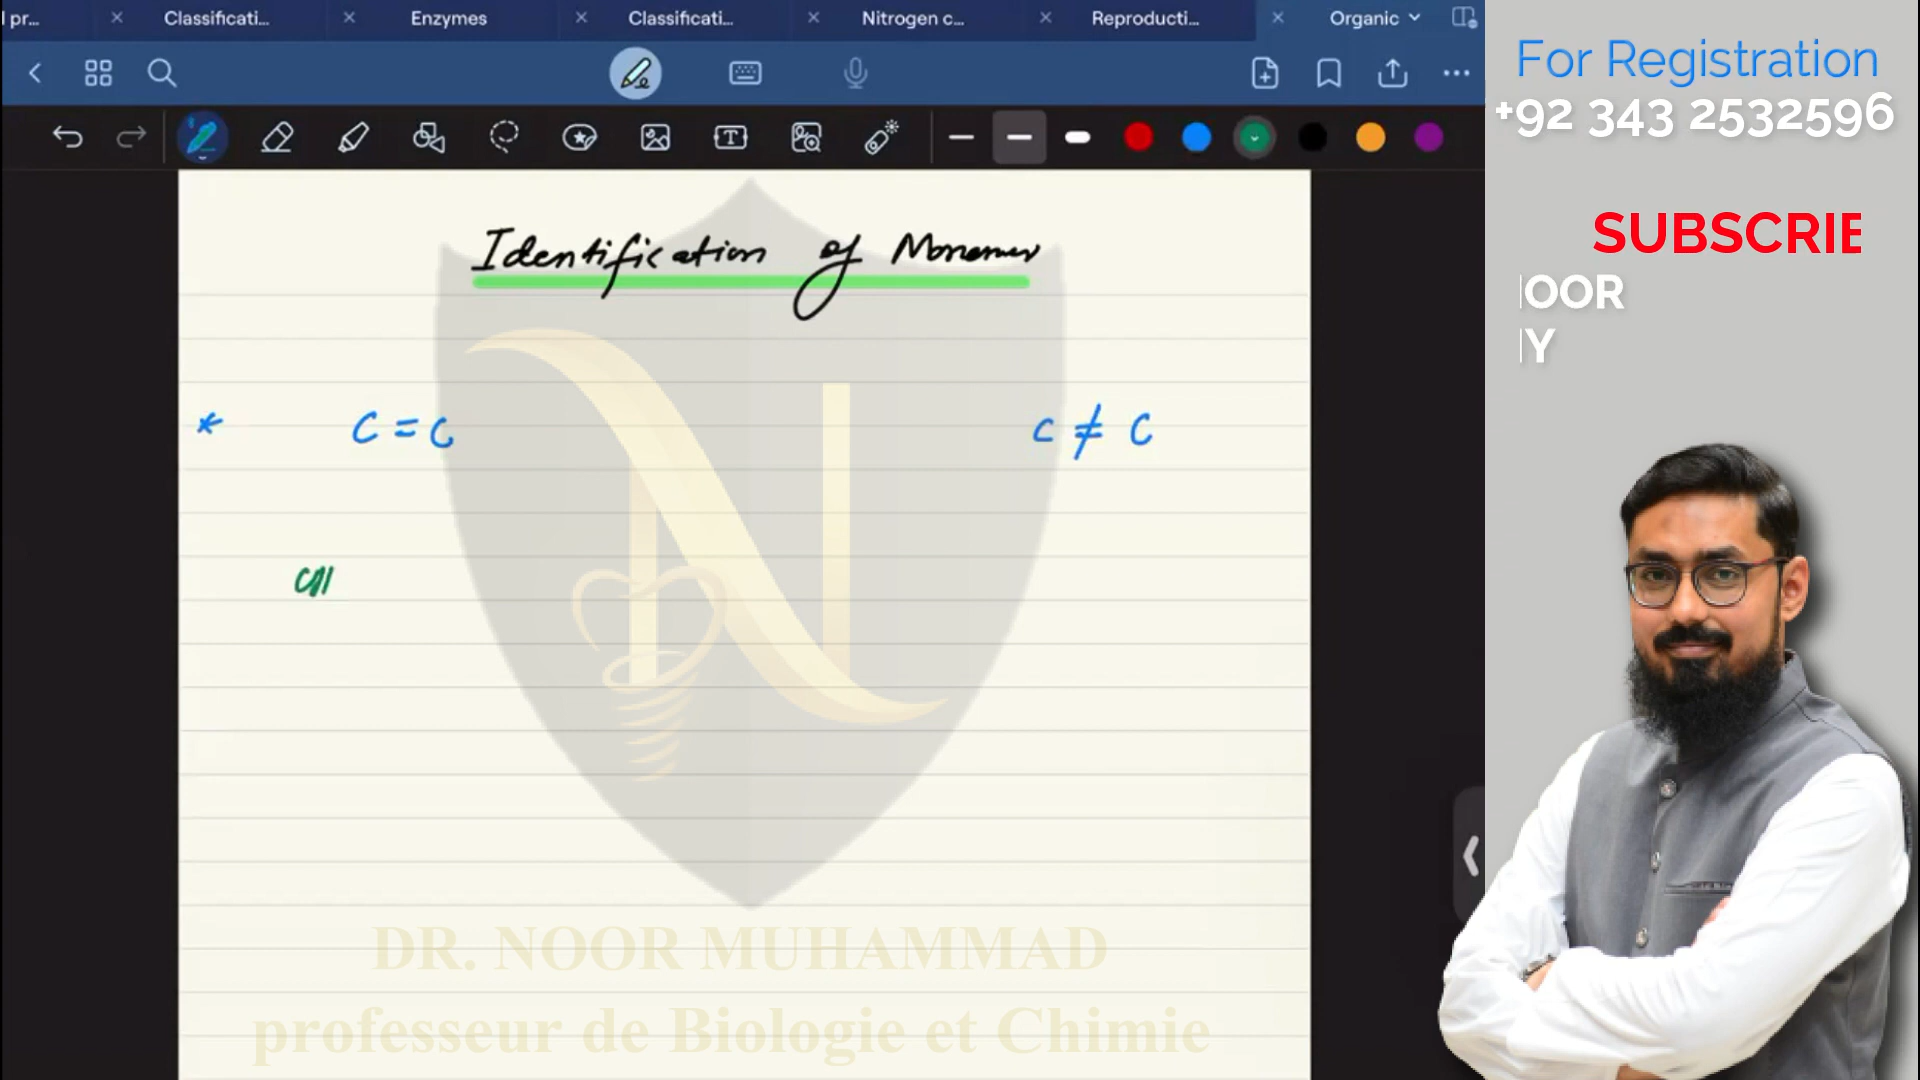 pr... Classificati... Enzymes Classificati... Nitrogen c... Reproducti... Organic
For Registration
+92 343 2532596
SUBSCRIE
OOR
Y
Identification of Monomer
* C = C
C ≠ C
CH
DR. NOOR MUHAMMAD
professeur de Biologie et Chimie